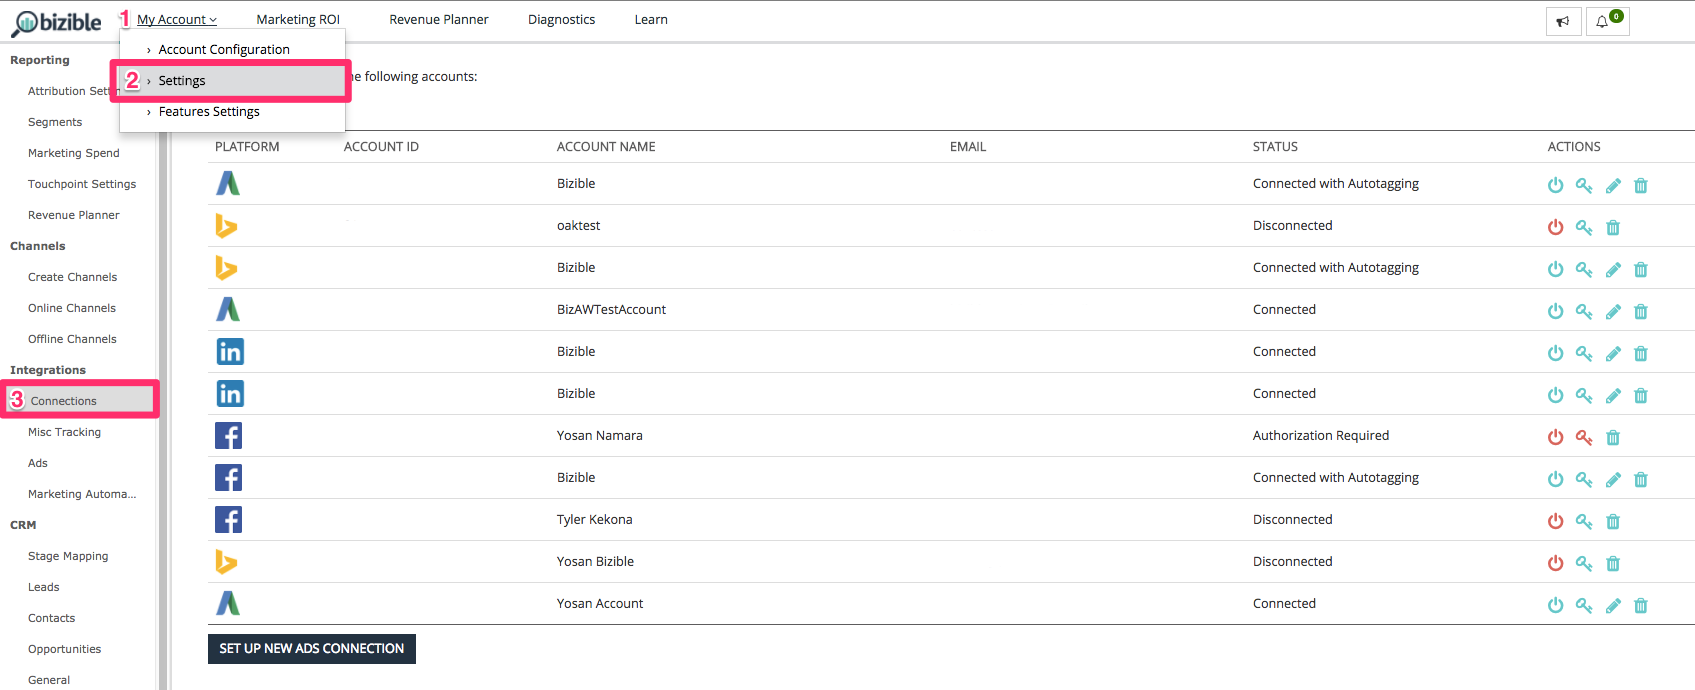 bizible
1 My Account
Marketing ROI
Revenue Planner
Diagnostics
Learn
0
› Account Configuration
2 › Settings
› Features Settings
Reporting
Attribution Sett
Segments
Marketing Spend
Touchpoint Settings
Revenue Planner
Channels
Create Channels
Online Channels
Offline Channels
Integrations
3 Connections
Misc Tracking
Ads
Marketing Automa...
CRM
Stage Mapping
Leads
Contacts
Opportunities
General
e following accounts:
PLATFORM ACCOUNT ID ACCOUNT NAME EMAIL STATUS ACTIONS
Bizible Connected with Autotagging
oaktest Disconnected
Bizible Connected with Autotagging
BizAWTestAccount Connected
in Bizible Connected
in Bizible Connected
f Yosan Namara Authorization Required
f Bizible Connected with Autotagging
f Tyler Kekona Disconnected
Yosan Bizible Disconnected
Yosan Account Connected
SET UP NEW ADS CONNECTION